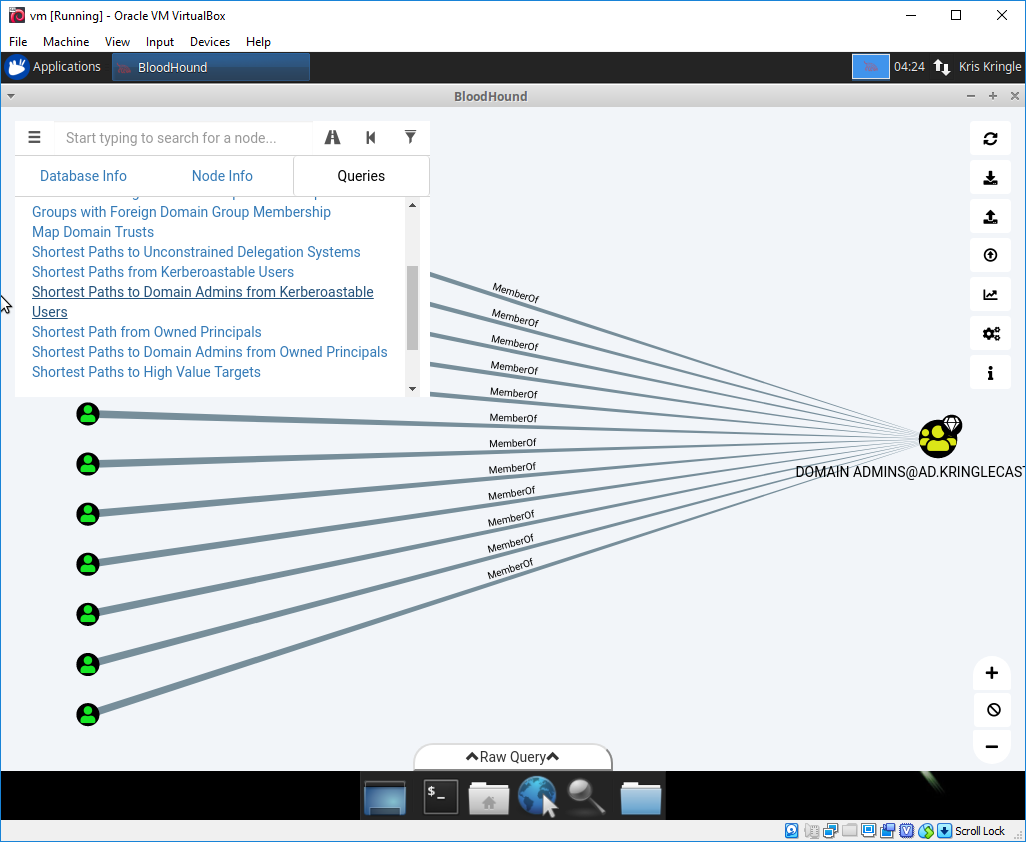 vm [Running] - Oracle VM VirtualBox
File Machine View Input Devices Help
Applications BloodHound 04:24 Kris Kringle
BloodHound
Start typing to search for a node...
Database Info Node Info Queries
Groups with Foreign Domain Group Membership
Map Domain Trusts
Shortest Paths to Unconstrained Delegation Systems
Shortest Paths from Kerberoastable Users
Shortest Paths to Domain Admins from Kerberoastable
Users
Shortest Path from Owned Principals
Shortest Paths to Domain Admins from Owned Principals
Shortest Paths to High Value Targets
MemberOf
MemberOf
MemberOf
MemberOf
MemberOf
MemberOf
MemberOf
MemberOf
MemberOf
MemberOf
MemberOf
MemberOf
DOMAIN ADMINS@AD.KRINGLECAST
Raw Query
$_
Scroll Lock